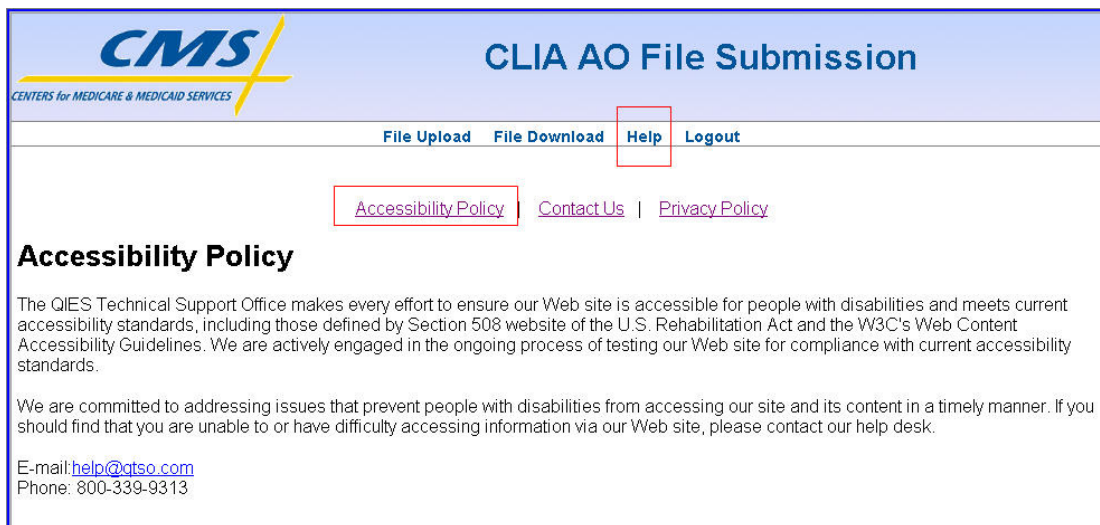 CMS
CENTERS for MEDICARE & MEDICAID SERVICES
CLIA AO File Submission
File Upload File Download Help Logout
Accessibility Policy | Contact Us | Privacy Policy
Accessibility Policy
The QIES Technical Support Office makes every effort to ensure our Web site is accessible for people with disabilities and meets current
accessibility standards, including those defined by Section 508 website of the U.S. Rehabilitation Act and the W3C's Web Content
Accessibility Guidelines. We are actively engaged in the ongoing process of testing our Web site for compliance with current accessibility
standards.
We are committed to addressing issues that prevent people with disabilities from accessing our site and its content in a timely manner. If you
should find that you are unable to or have difficulty accessing information via our Web site, please contact our help desk.
E-mail:help@qtso.com
Phone: 800-339-9313